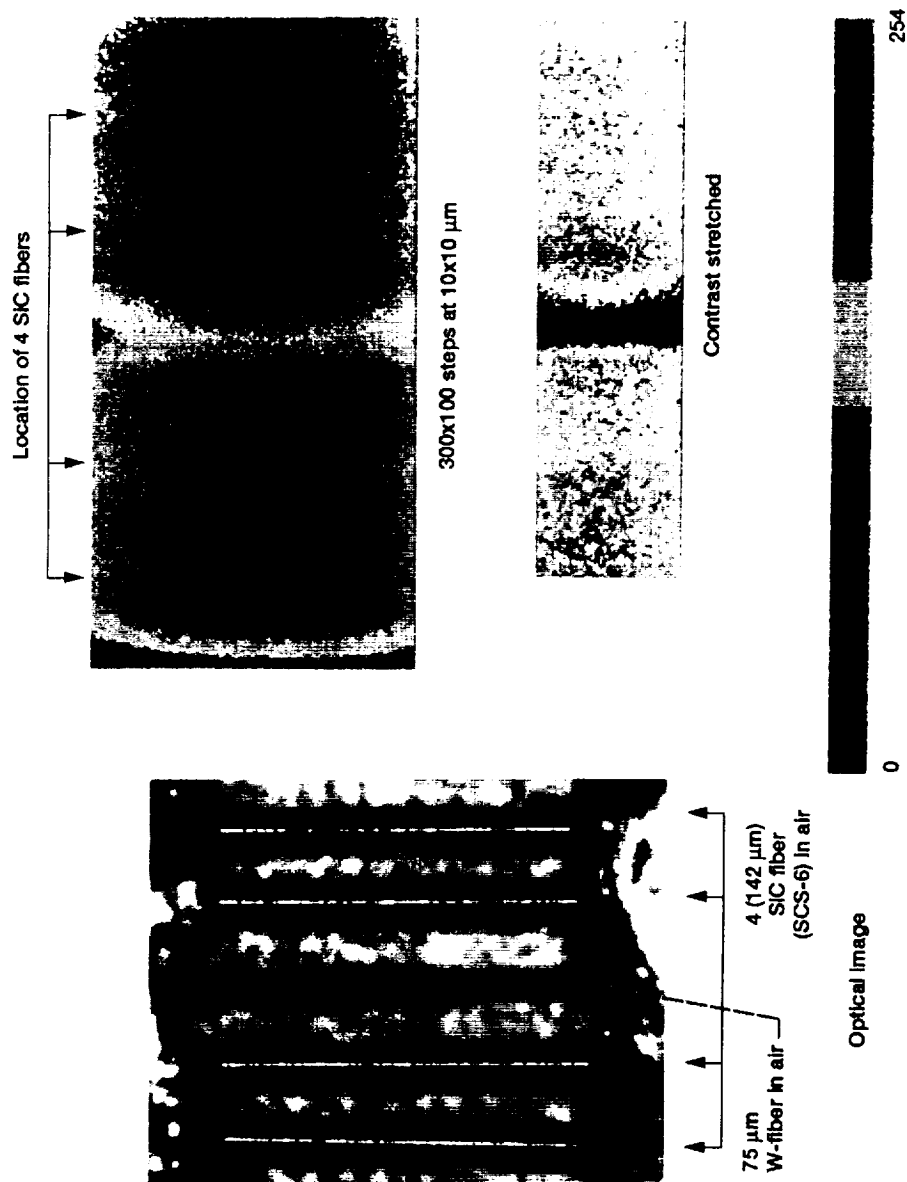 Location of 4 SiC fibers
300x100 steps at 10x10 μm
Contrast stretched
254
0
75 μm
W-fiber in air
4 (142 μm)
SiC fiber
(SCS-6) in air
Optical image